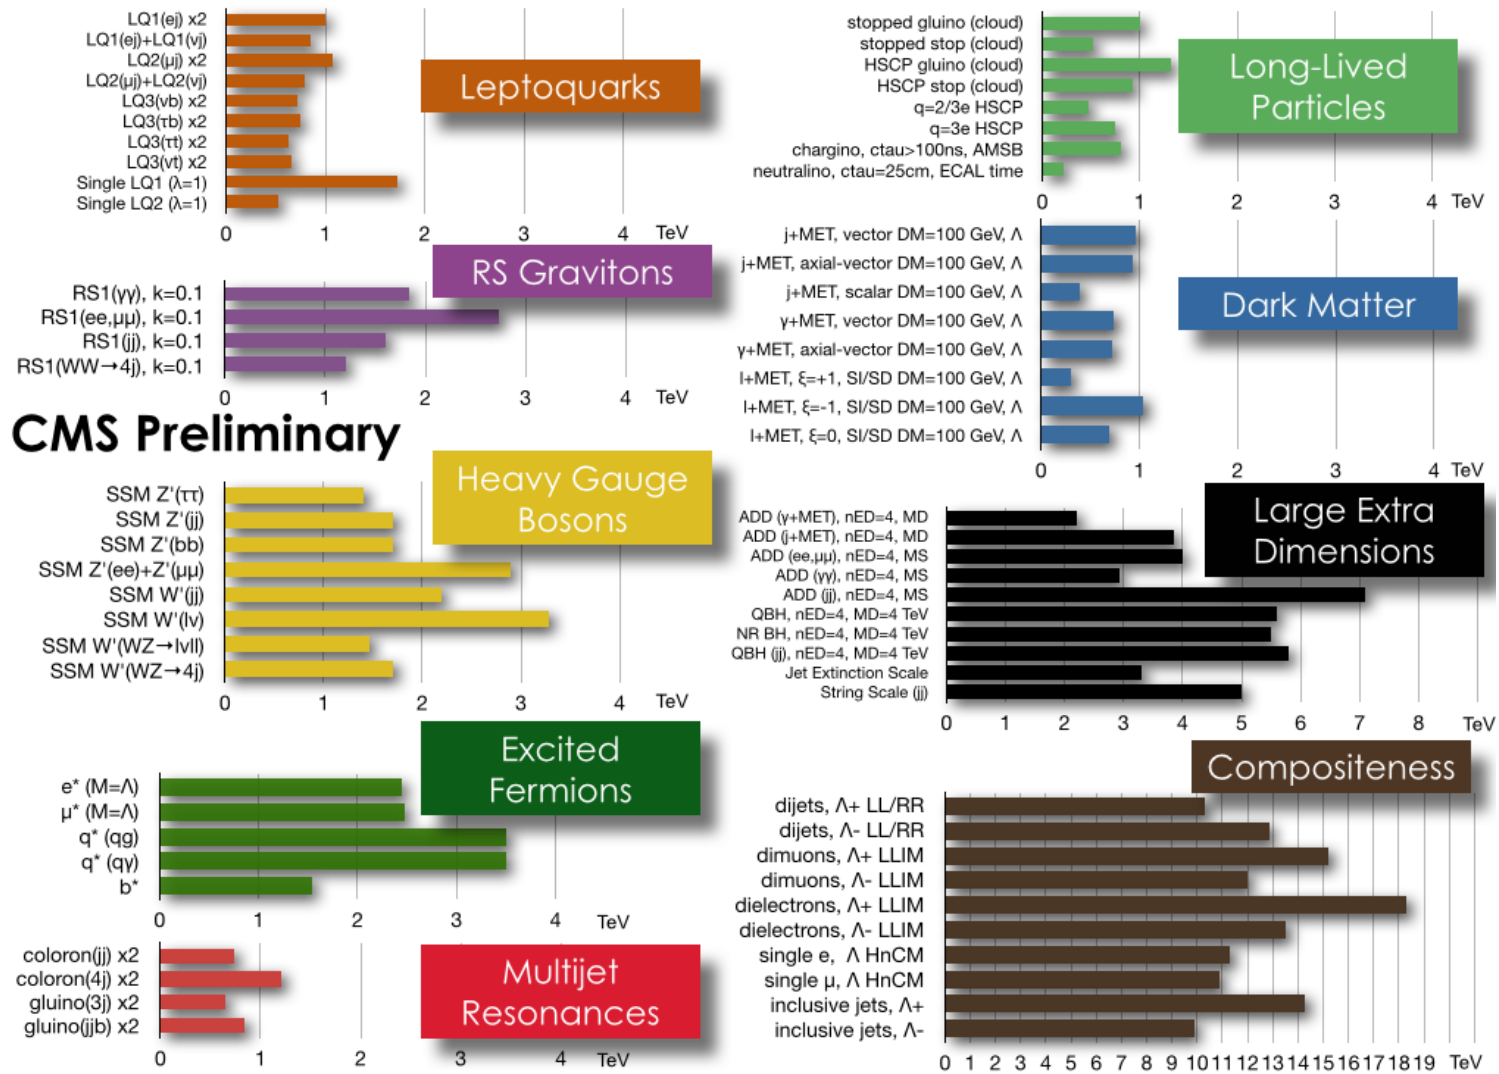 LQ1(ej) x2
LQ1(ej)+LQ1(νj)
LQ2(μj) x2
LQ2(μj)+LQ2(νj)
LQ3(νb) x2
LQ3(τb) x2
LQ3(τt) x2
LQ3(νt) x2
Single LQ1 (λ=1)
Single LQ2 (λ=1)
0 1 2 3 4 TeV
Leptoquarks
RS Gravitons
RS1(γγ), k=0.1
RS1(ee,μμ), k=0.1
RS1(jj), k=0.1
RS1(WW→4j), k=0.1
0 1 2 3 4 TeV
CMS Preliminary
Heavy Gauge
Bosons
SSM Z'(ττ)
SSM Z'(jj)
SSM Z'(bb)
SSM Z'(ee)+Z'(μμ)
SSM W'(jj)
SSM W'(lν)
SSM W'(WZ→lνll)
SSM W'(WZ→4j)
0 1 2 3 4 TeV
Excited
Fermions
e* (M=Λ)
μ* (M=Λ)
q* (qg)
q* (qγ)
b*
0 1 2 3 4 TeV
Multijet
Resonances
coloron(jj) x2
coloron(4j) x2
gluino(3j) x2
gluino(jjb) x2
0 1 2 3 4 TeV
stopped gluino (cloud)
stopped stop (cloud)
HSCP gluino (cloud)
HSCP stop (cloud)
q=2/3e HSCP
q=3e HSCP
chargino, ctau>100ns, AMSB
neutralino, ctau=25cm, ECAL time
0 1 2 3 4 TeV
Long-Lived
Particles
j+MET, vector DM=100 GeV, Λ
j+MET, axial-vector DM=100 GeV, Λ
j+MET, scalar DM=100 GeV, Λ
γ+MET, vector DM=100 GeV, Λ
γ+MET, axial-vector DM=100 GeV, Λ
l+MET, ξ=+1, SI/SD DM=100 GeV, Λ
l+MET, ξ=-1, SI/SD DM=100 GeV, Λ
l+MET, ξ=0, SI/SD DM=100 GeV, Λ
0 1 2 3 4 TeV
Dark Matter
Large Extra
Dimensions
ADD (γ+MET), nED=4, MD
ADD (j+MET), nED=4, MD
ADD (ee,μμ), nED=4, MS
ADD (γγ), nED=4, MS
ADD (jj), nED=4, MS
QBH, nED=4, MD=4 TeV
NR BH, nED=4, MD=4 TeV
QBH (jj), nED=4, MD=4 TeV
Jet Extinction Scale
String Scale (jj)
0 1 2 3 4 5 6 7 8 TeV
Compositeness
dijets, Λ+ LL/RR
dijets, Λ- LL/RR
dimuons, Λ+ LLIM
dimuons, Λ- LLIM
dielectrons, Λ+ LLIM
dielectrons, Λ- LLIM
single e, Λ HnCM
single μ, Λ HnCM
inclusive jets, Λ+
inclusive jets, Λ-
0 1 2 3 4 5 6 7 8 9 10 11 12 13 14 15 16 17 18 19 TeV